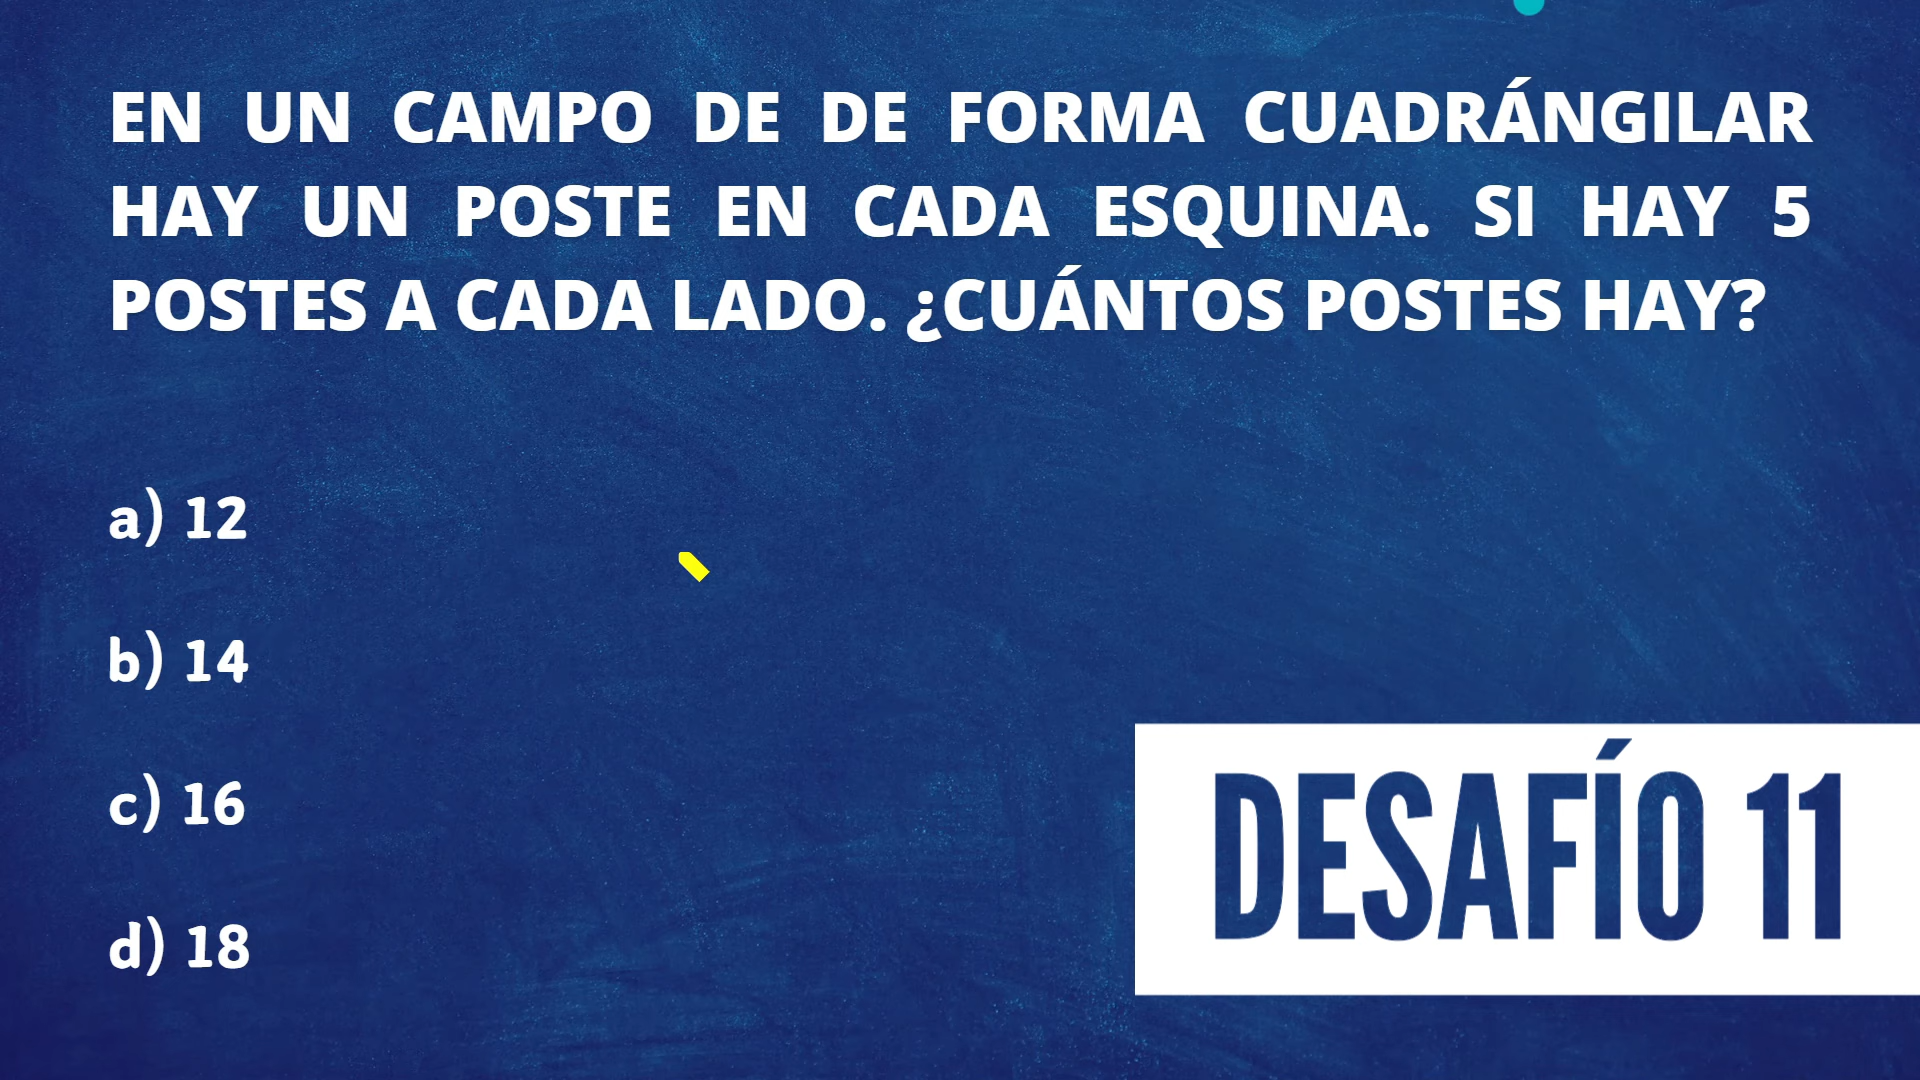 EN UN CAMPO DE DE FORMA CUADRÁNGILAR
HAY UN POSTE EN CADA ESQUINA. SI HAY 5
POSTES A CADA LADO. ¿CUÁNTOS POSTES HAY?
a) 12
b) 14
c) 16
d) 18
DESAFÍO 11